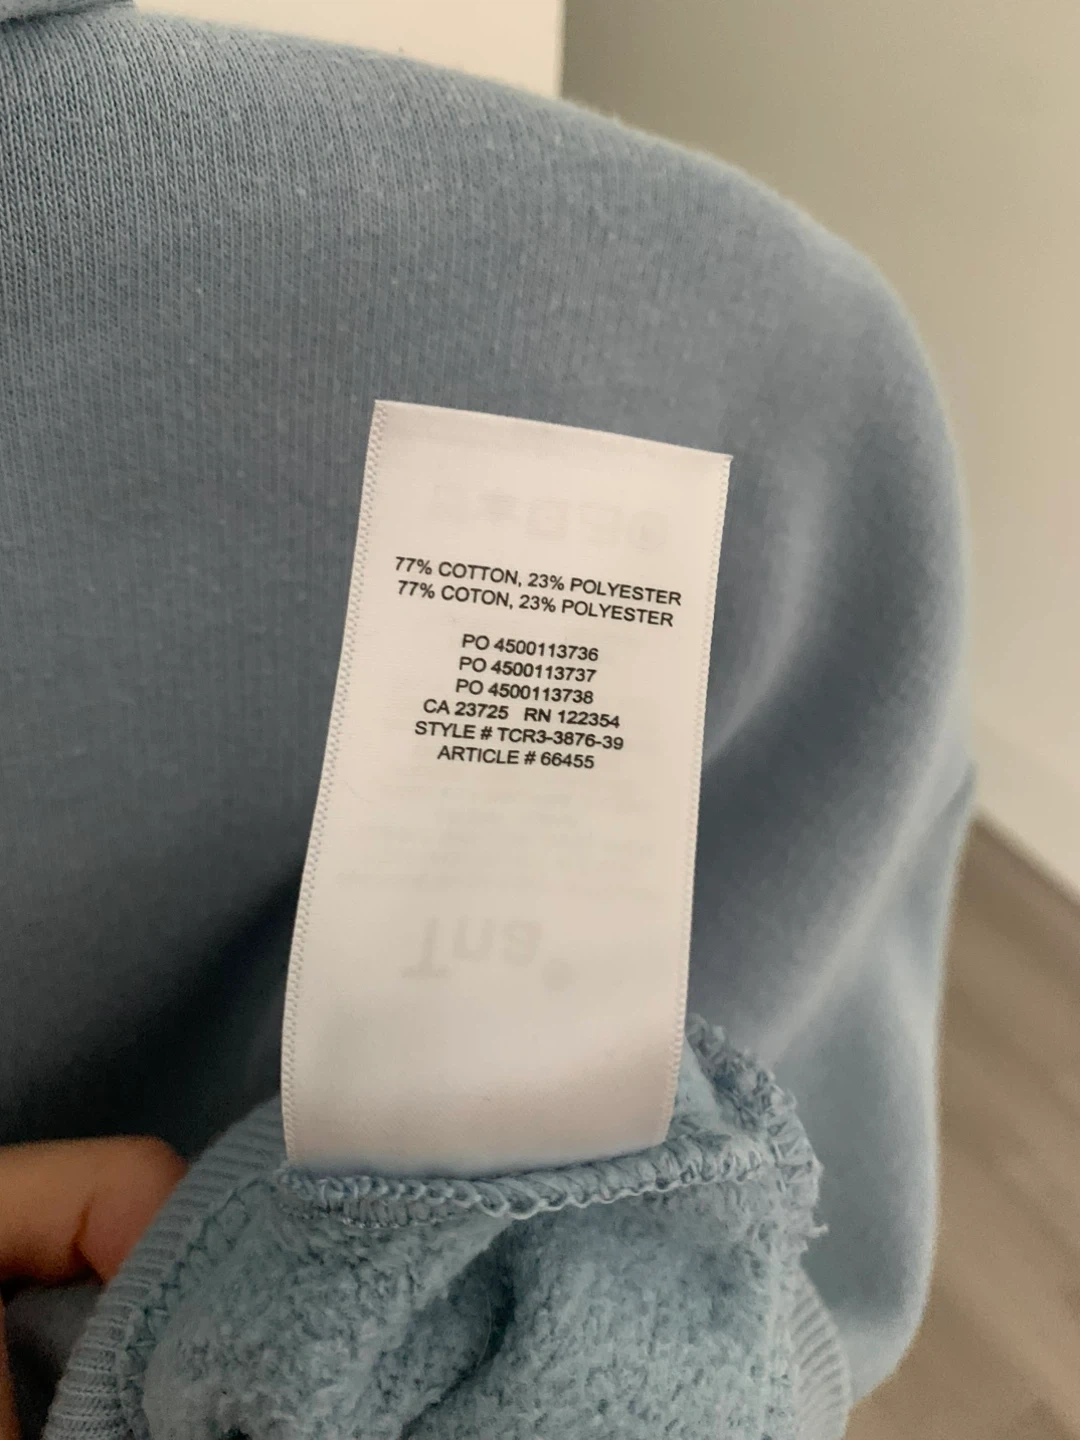 77% COTTON, 23% POLYESTER
77% COTON, 23% POLYESTER
PO 4500113736
PO 4500113737
PO 4500113738
CA 23725 RN 122354
STYLE # TCR3-3876-39
ARTICLE # 66455
Tna